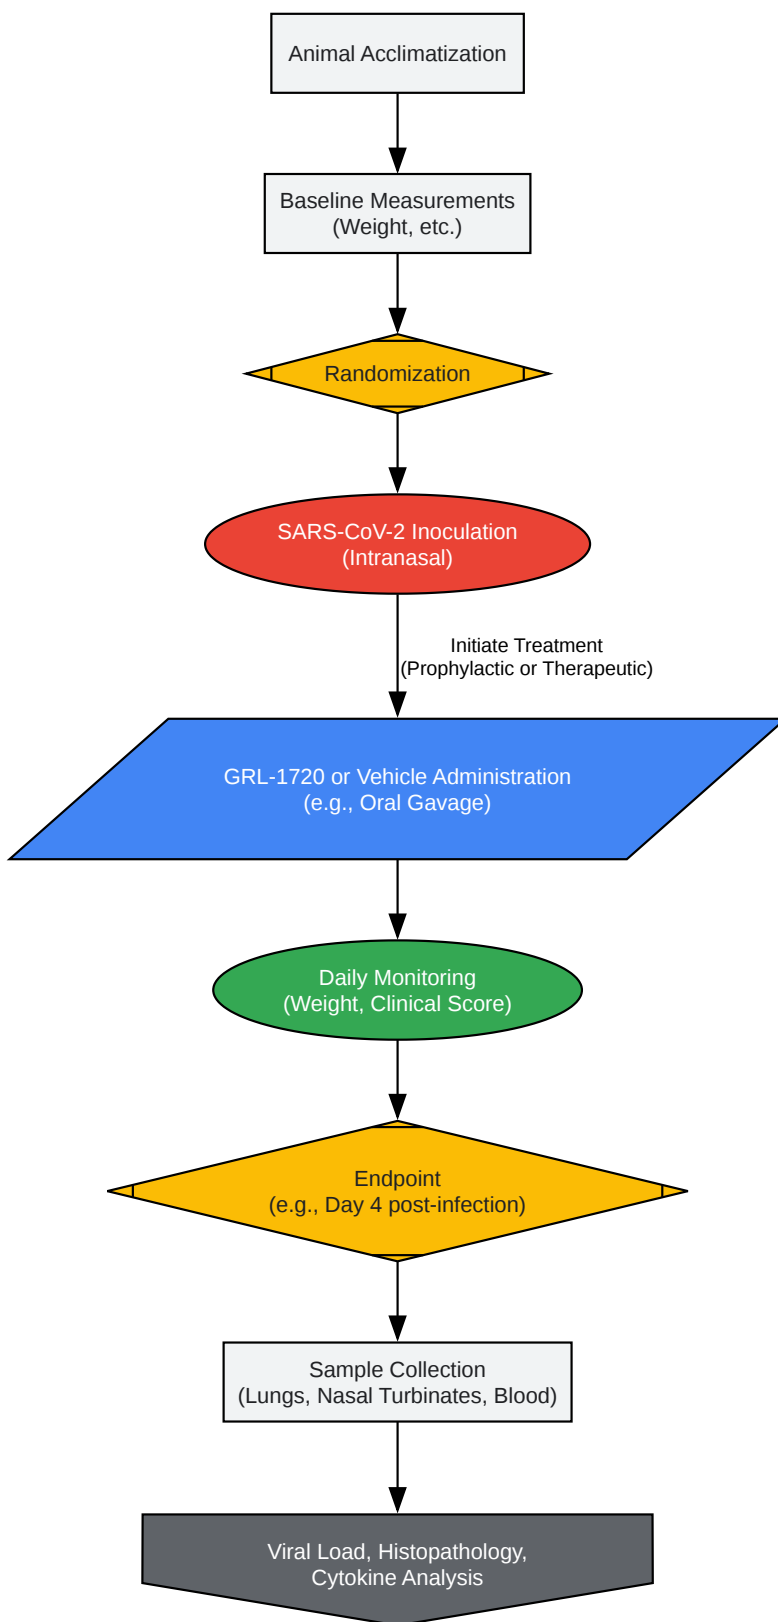 Animal Acclimatization
Baseline Measurements
(Weight, etc.)
Randomization
SARS-CoV-2 Inoculation
(Intranasal)
Initiate Treatment
(Prophylactic or Therapeutic)
GRL-1720 or Vehicle Administration
(e.g., Oral Gavage)
Daily Monitoring
(Weight, Clinical Score)
Endpoint
(e.g., Day 4 post-infection)
Sample Collection
(Lungs, Nasal Turbinates, Blood)
Viral Load, Histopathology,
Cytokine Analysis